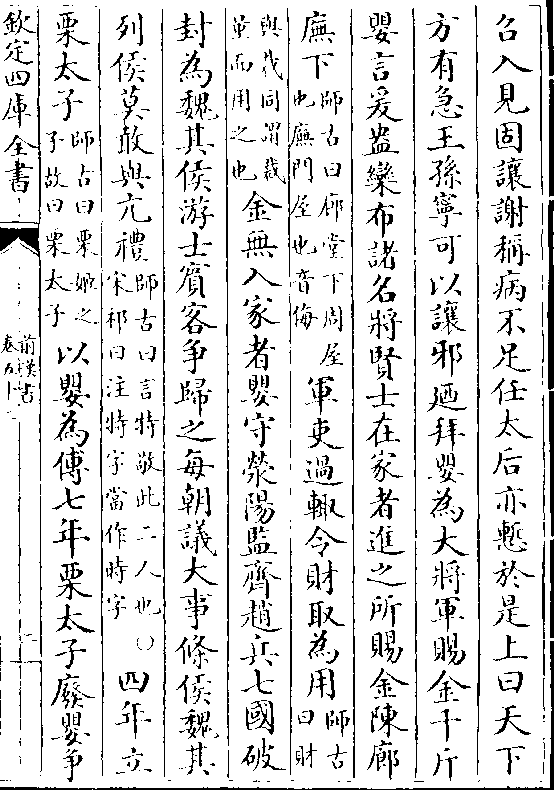 召入見固讓謝稱病不足任太后亦慙於是上曰天下
方有急王孫寧可以讓邪廼拜嬰為大將軍賜金千斤
嬰言爰盎欒布諸名將賢士在家者進之所賜金陳廊
廡下師古曰廊堂下周屋也廡門屋也音侮軍吏過輒令財取為用師古曰財
與裁同謂裁量而用之也金無入家者嬰守滎陽監齊趙兵七國破
封為魏其侯游士賓客爭歸之每朝議大事條侯魏其
列侯莫敢與亢禮師古曰言特敬此二人也〇宋祁曰注特字當作時字四年立
栗太子師古曰栗姬之子故曰栗太子以嬰為傅七年栗太子廢嬰爭
欽定四庫全書
前漢書
卷五十二